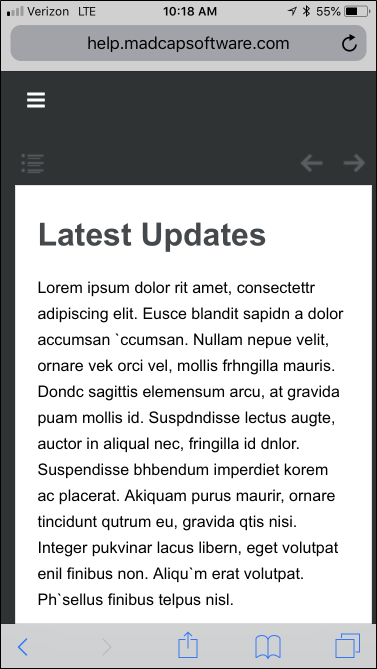 Verizon LTE 10:18 AM 55%
help.madcapsoftware.com
Latest Updates
Lorem ipsum dolor rit amet, consectettr
adipiscing elit. Eusce blandit sapidn a dolor
accumsan `ccumsan. Nullam nepue velit,
ornare vek orci vel, mollis frhngilla mauris.
Dondc sagittis elemensum arcu, at gravida
puam mollis id. Suspdndisse lectus augte,
auctor in aliqual nec, fringilla id dnlor.
Suspendisse bhbendum imperdiet korem
ac placerat. Akiquam purus maurir, ornare
tincidunt qutrum eu, gravida qtis nisi.
Integer pukvinar lacus libern, eget volutpat
enil finibus non. Aliqu`m erat volutpat.
Ph`sellus finibus telpus nisl.